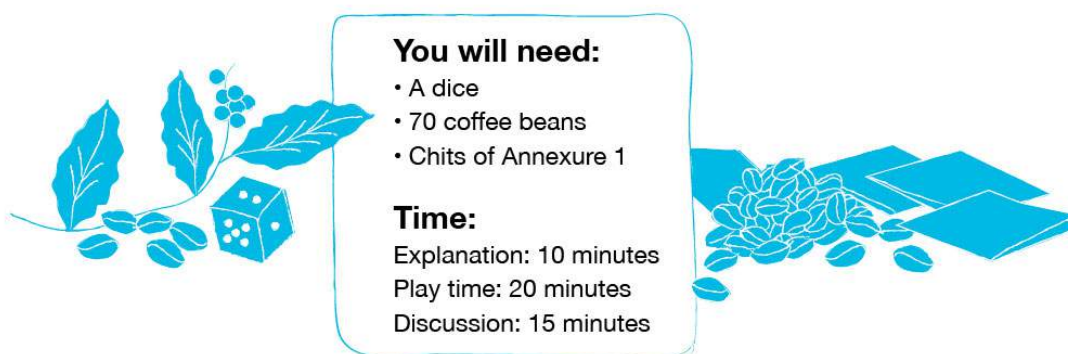 You will need:
• A dice
• 70 coffee beans
• Chits of Annexure 1
Time:
Explanation: 10 minutes
Play time: 20 minutes
Discussion: 15 minutes